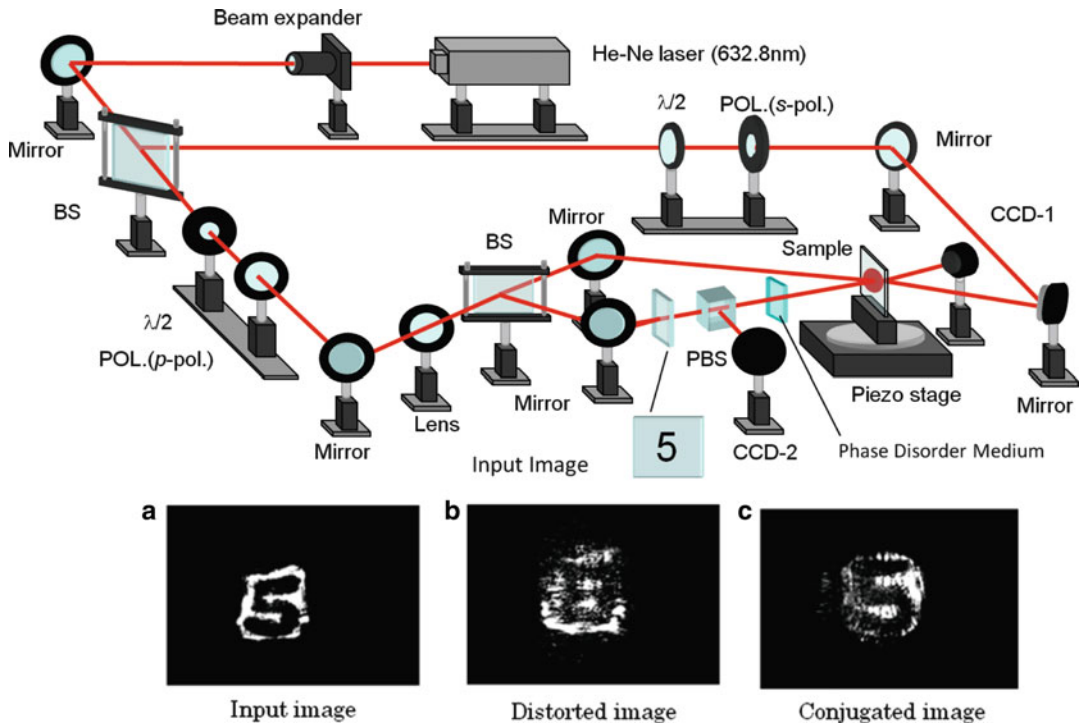 Beam expander
He-Ne laser (632.8nm)
λ/2
POL.(s-pol.)
Mirror
Mirror
BS
CCD-1
Mirror
BS
Sample
λ/2
POL.(p-pol.)
PBS
Piezo stage
Mirror
Mirror
Lens
Mirror
Input Image
5
CCD-2
Phase Disorder Medium
a
b
c
5
5
Input image
Distorted image
Conjugated image